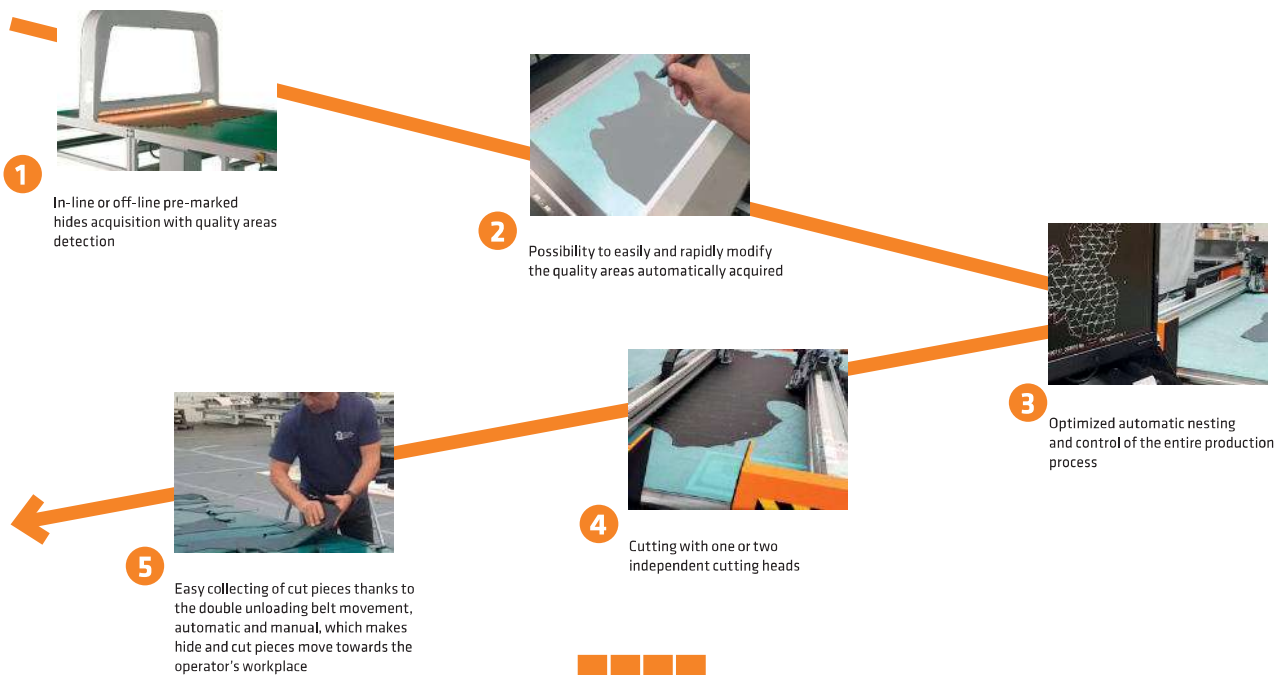 1
In-line or off-line pre-marked
hides acquisition with quality areas
detection
2
Possibility to easily and rapidly modify
the quality areas automatically acquired
3
Optimized automatic nesting
and control of the entire production
process
4
Cutting with one or two
independent cutting heads
5
Easy collecting of cut pieces thanks to
the double unloading belt movement,
automatic and manual, which makes
hide and cut pieces move towards the
operator's workplace